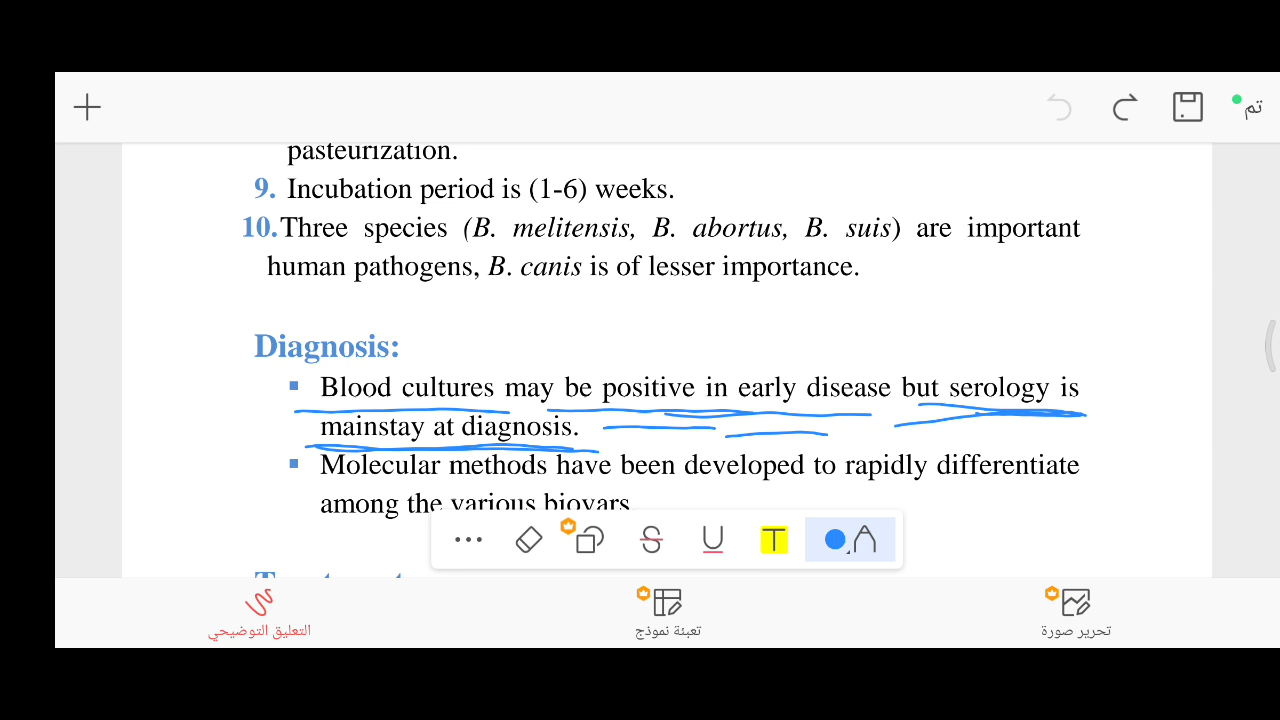 تم
pasteurization.
9. Incubation period is (1-6) weeks.
10. Three species (B. melitensis, B. abortus, B. suis) are important
human pathogens, B. canis is of lesser importance.
Diagnosis:
▪ Blood cultures may be positive in early disease but serology is
mainstay at diagnosis.
▪ Molecular methods have been developed to rapidly differentiate
among the various biovars
التعليق التوضيحي
تعبئة نموذج
تحرير صورة